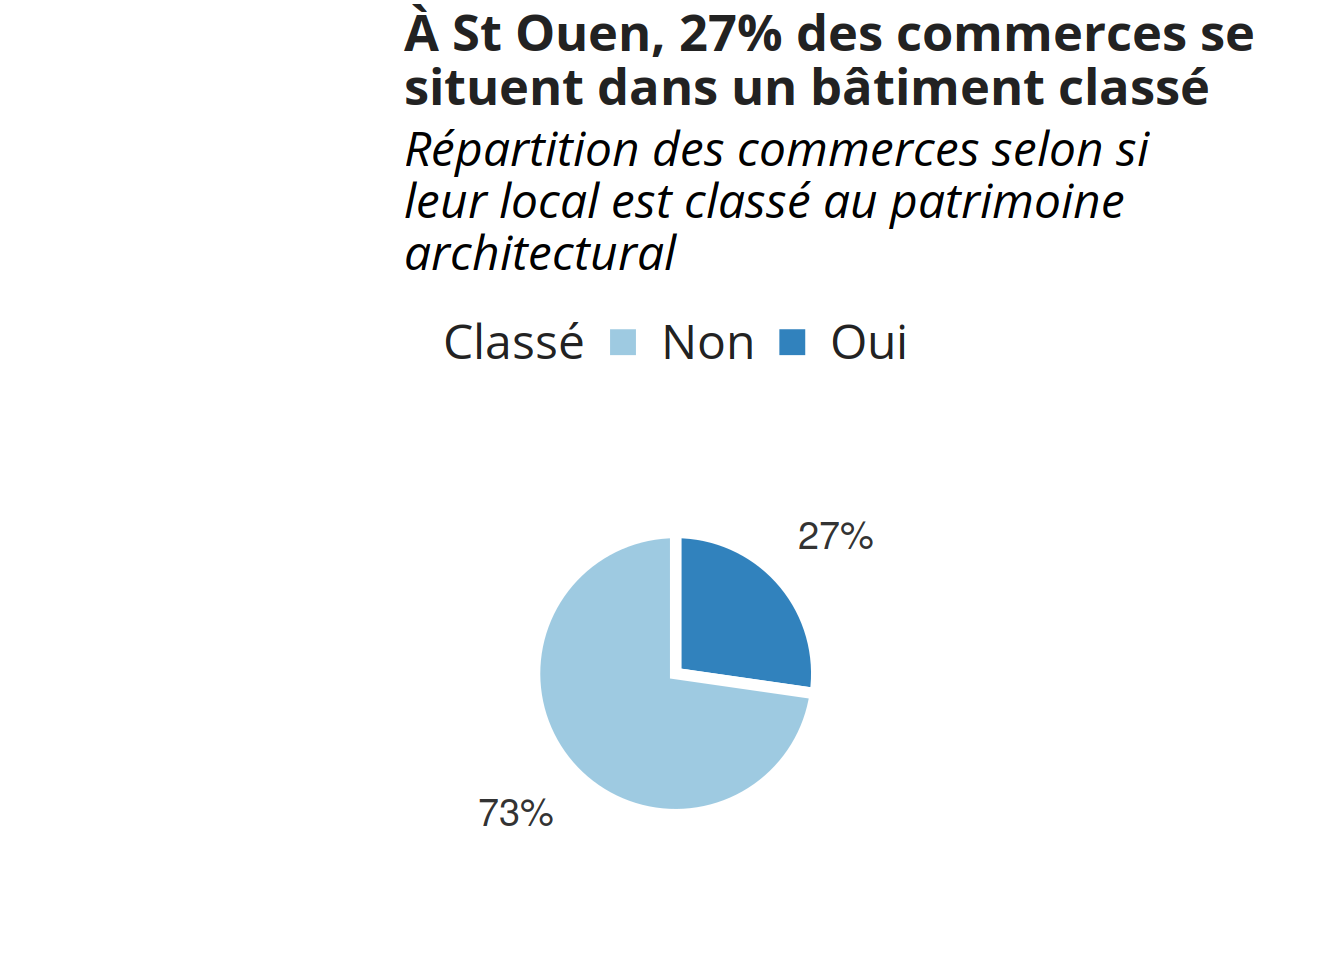 À St Ouen, 27% des commerces se
situent dans un bâtiment classé
Répartition des commerces selon si
leur local est classé au patrimoine
architectural
Classé Non Oui
27%
73%